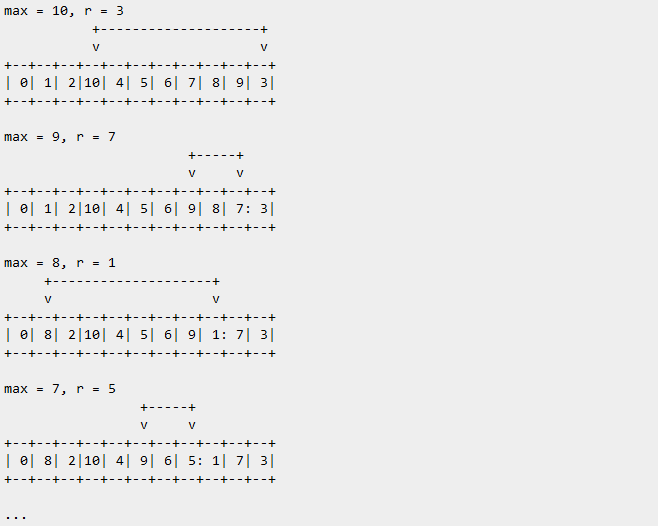 max = 10, r = 3
           +--------------------+
           v                    v
+--+--+--+--+--+--+--+--+--+--+--+
| 0| 1| 2|10| 4| 5| 6| 7| 8| 9| 3|
+--+--+--+--+--+--+--+--+--+--+--+

max = 9, r = 7
                       +-----+
                       v     v
+--+--+--+--+--+--+--+--+--+--+--+
| 0| 1| 2|10| 4| 5| 6| 9| 8| 7: 3|
+--+--+--+--+--+--+--+--+--+--+--+

max = 8, r = 1
     +--------------------+
     v                    v
+--+--+--+--+--+--+--+--+--+--+--+
| 0| 8| 2|10| 4| 5| 6| 9| 1: 7| 3|
+--+--+--+--+--+--+--+--+--+--+--+

max = 7, r = 5
                 +-----+
                 v     v
+--+--+--+--+--+--+--+--+--+--+--+
| 0| 8| 2|10| 4| 9| 6| 5: 1| 7| 3|
+--+--+--+--+--+--+--+--+--+--+--+

...